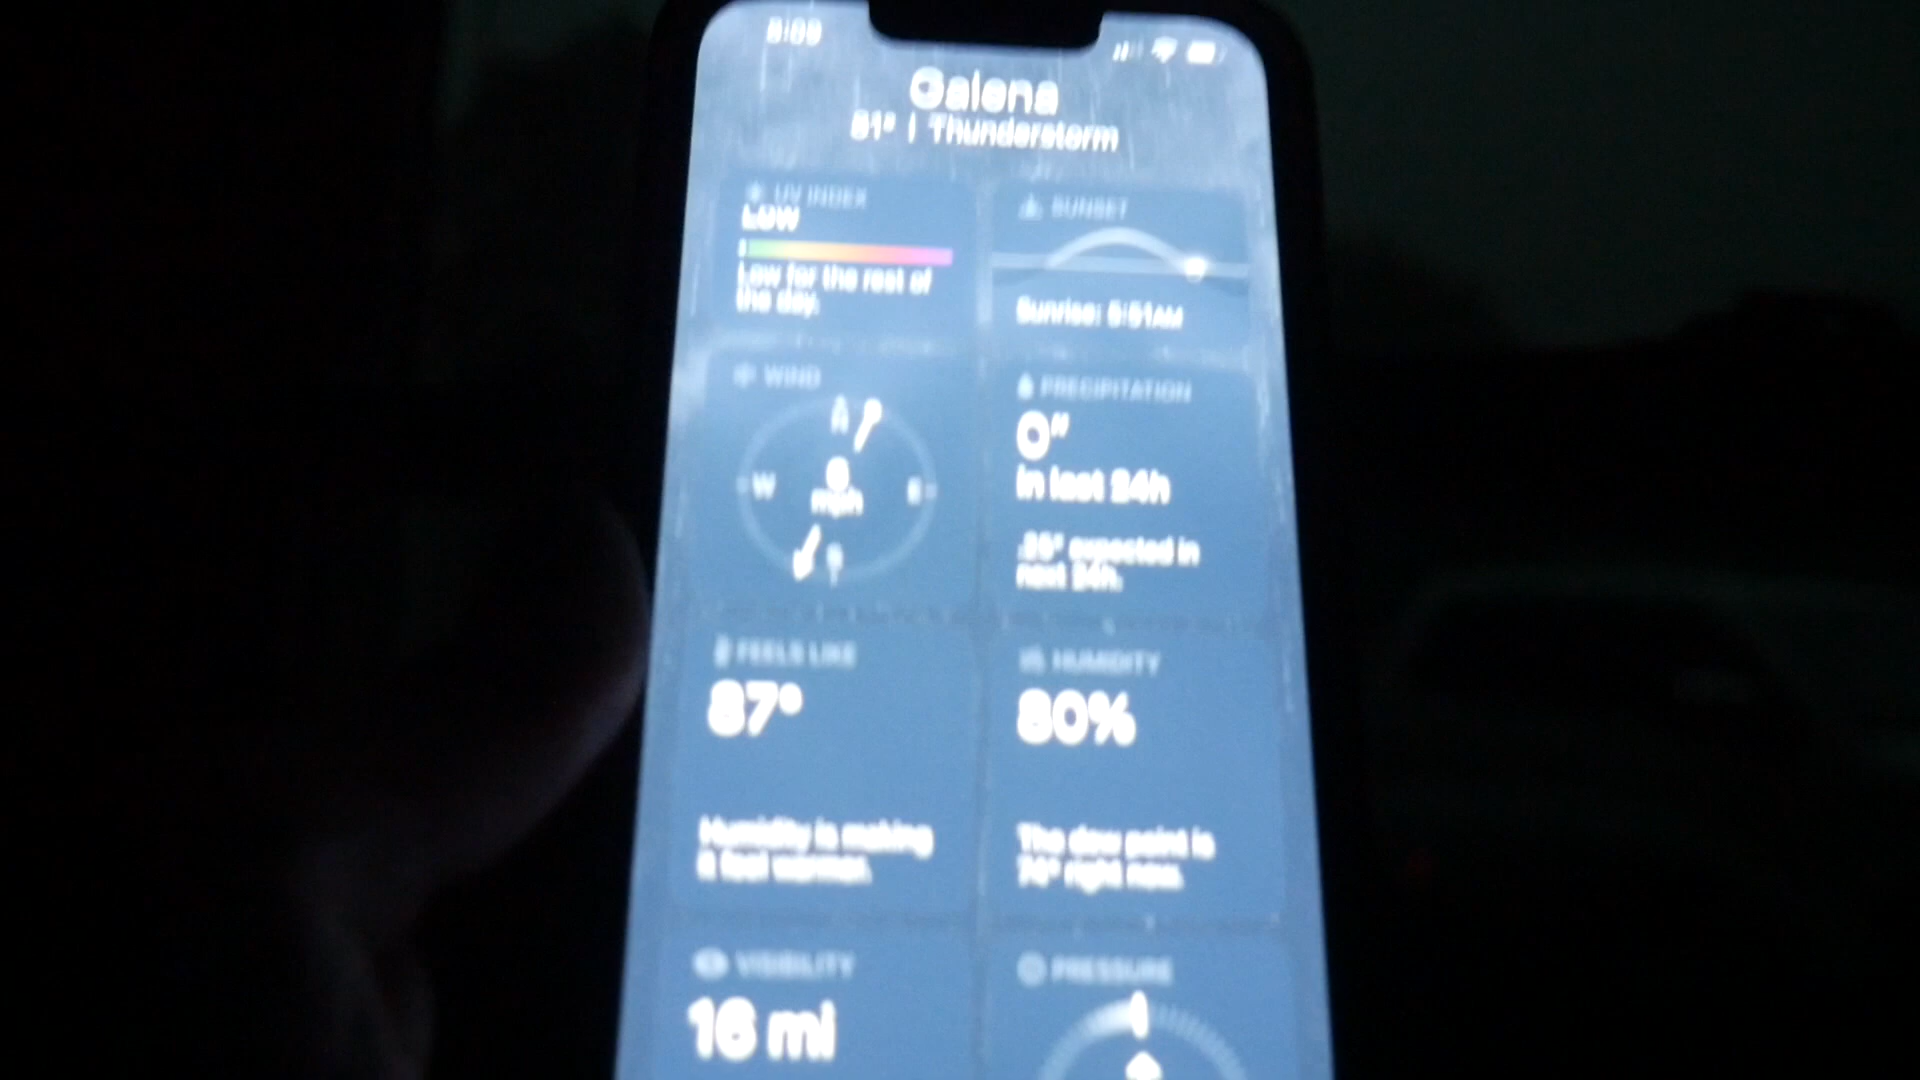 Galena
81° | Thunderstorm
UV INDEX
Low
Low for the rest of
the day.
SUNSET
Sunrise: 5:51AM
WIND
N
W
E
S
6
mph
PRECIPITATION
0"
in last 24h
expected in
next 24h.
FEELS LIKE
87°
Humidity is making
it feel warmer.
HUMIDITY
80%
The dew point is
74° right now.
VISIBILITY
16 mi
PRESSURE